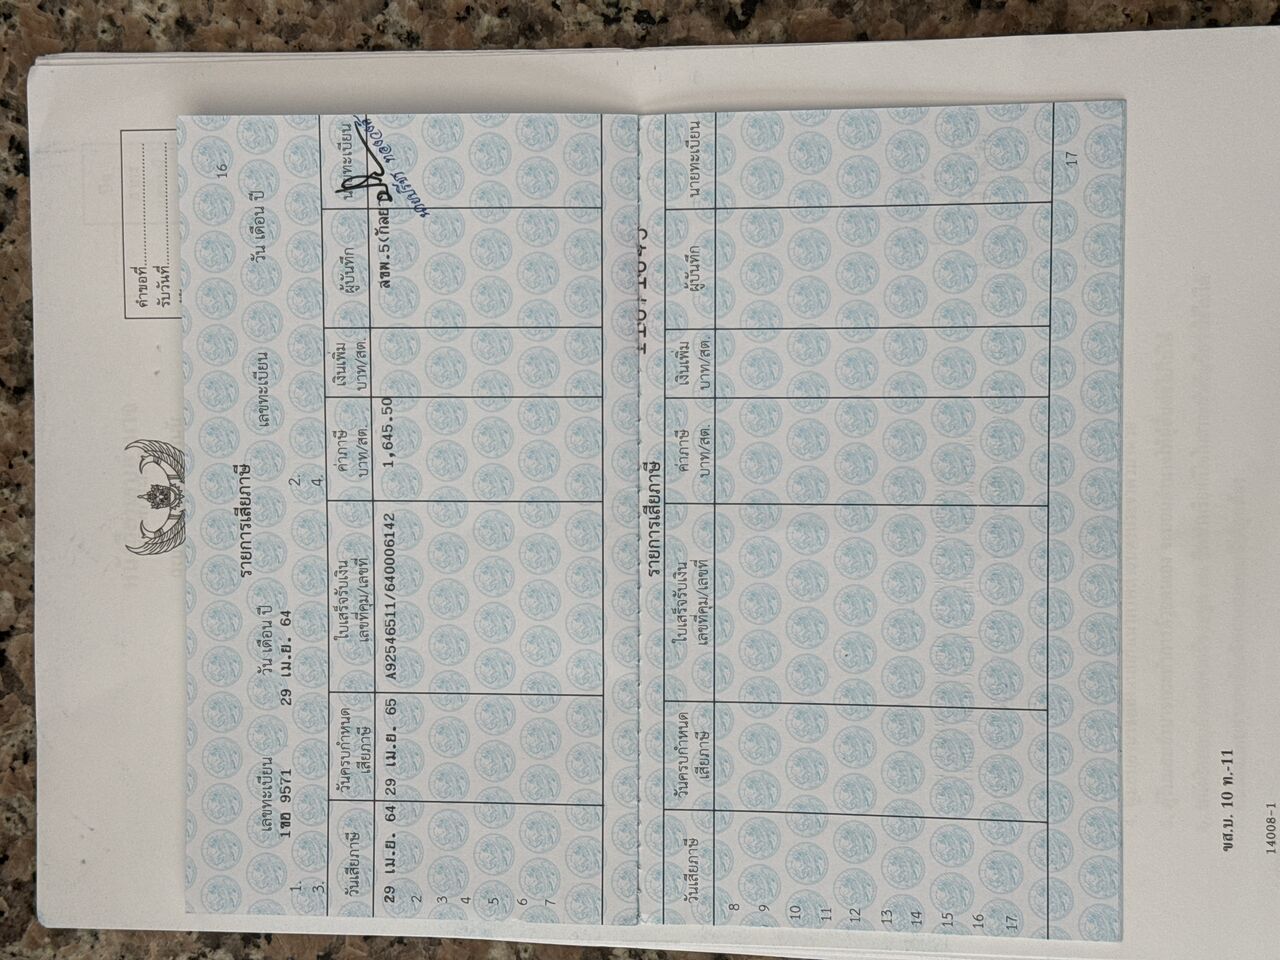 คำขอที่
รับวันที่
16
รายการเสียภาษี
เลขทะเบียน วัน เดือน ปี เลขทะเบียน วัน เดือน ปี
1. 1ขอ 9571 29 เม.ย. 64 2.
3. 4.
วันเสียภาษี วันครบกำหนดเสียภาษี ใบเสร็จรับเงิน เลขที่คุม/เลขที่ ค่าภาษี บาท/สต. เงินเพิ่ม บาท/สต. ผู้บันทึก นายทะเบียน
29 เม.ย. 64 29 เม.ย. 65 A92546511/6400006142 1,645.50 สขพ.5(กัลยา
2
3
4
5
6
7
รายการเสียภาษี
วันเสียภาษี วันครบกำหนดเสียภาษี ใบเสร็จรับเงิน เลขที่คุม/เลขที่ ค่าภาษี บาท/สต. เงินเพิ่ม บาท/สต. ผู้บันทึก นายทะเบียน
8
9
10
11
12
13
14
15
16
17
17
ขส.บ. 10 ท.-11
14008-1